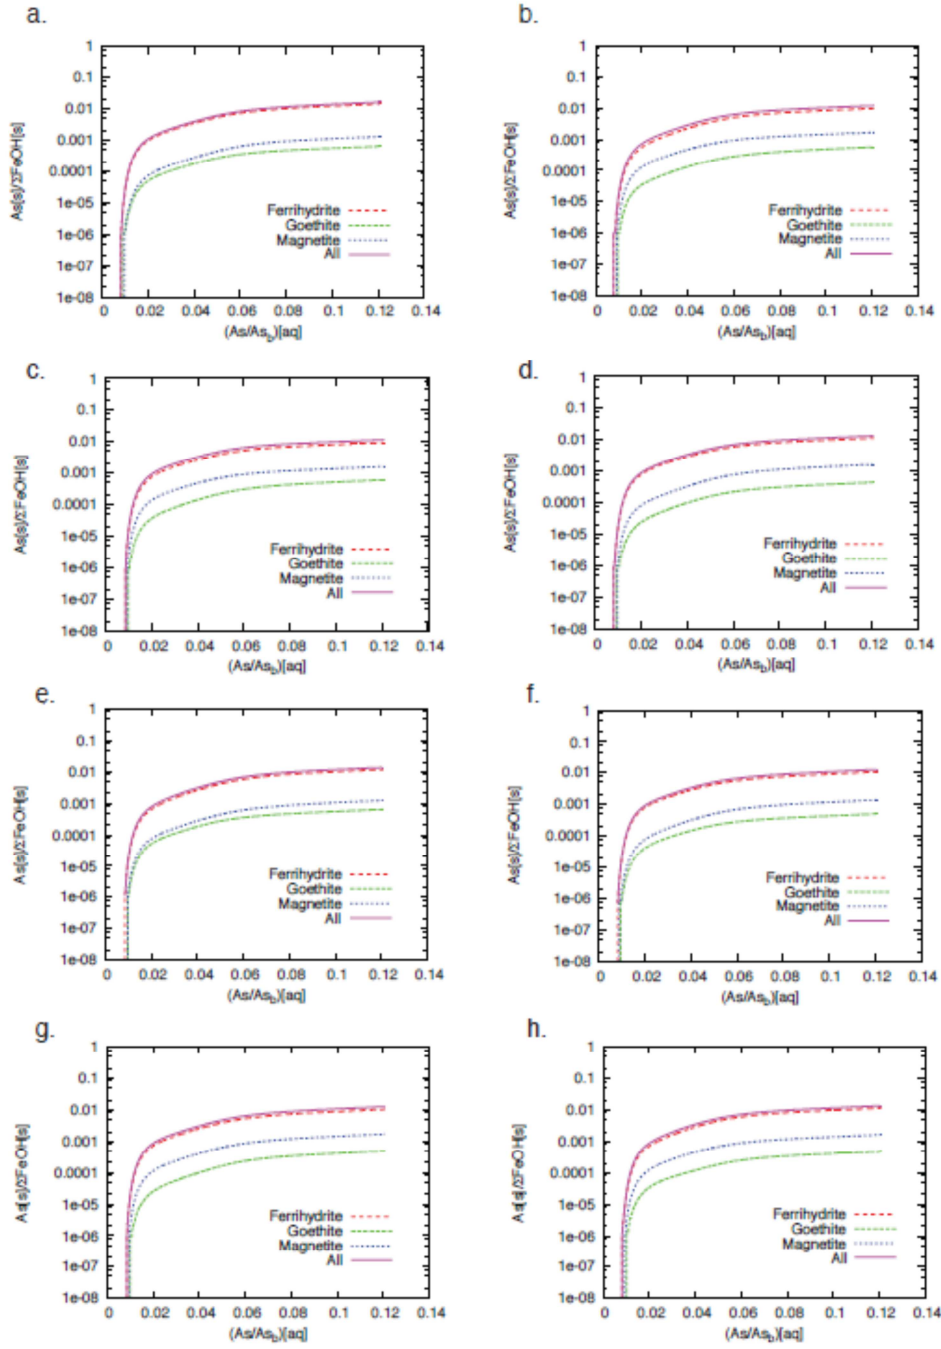 a.
1
0.1
0.01
0.001
0.0001
1e-05
1e-06
1e-07
1e-08
As[s]/ΣFeOH[s]
Ferrihydrite
Goethite
Magnetite
All
0 0.02 0.04 0.06 0.08 0.1 0.12 0.14
(As/As_b)[aq]
b.
1
0.1
0.01
0.001
0.0001
1e-05
1e-06
1e-07
1e-08
As[s]/ΣFeOH[s]
Ferrihydrite
Goethite
Magnetite
All
0 0.02 0.04 0.06 0.08 0.1 0.12 0.14
(As/As_b)[aq]
c.
1
0.1
0.01
0.001
0.0001
1e-05
1e-06
1e-07
1e-08
As[s]/ΣFeOH[s]
Ferrihydrite
Goethite
Magnetite
All
0 0.02 0.04 0.06 0.08 0.1 0.12 0.14
(As/As_b)[aq]
d.
1
0.1
0.01
0.001
0.0001
1e-05
1e-06
1e-07
1e-08
As[s]/ΣFeOH[s]
Ferrihydrite
Goethite
Magnetite
All
0 0.02 0.04 0.06 0.08 0.1 0.12 0.14
(As/As_b)[aq]
e.
1
0.1
0.01
0.001
0.0001
1e-05
1e-06
1e-07
1e-08
As[s]/ΣFeOH[s]
Ferrihydrite
Goethite
Magnetite
All
0 0.02 0.04 0.06 0.08 0.1 0.12 0.14
(As/As_b)[aq]
f.
1
0.1
0.01
0.001
0.0001
1e-05
1e-06
1e-07
1e-08
As[s]/ΣFeOH[s]
Ferrihydrite
Goethite
Magnetite
All
0 0.02 0.04 0.06 0.08 0.1 0.12 0.14
(As/As_b)[aq]
g.
1
0.1
0.01
0.001
0.0001
1e-05
1e-06
1e-07
1e-08
As[s]/ΣFeOH[s]
Ferrihydrite
Goethite
Magnetite
All
0 0.02 0.04 0.06 0.08 0.1 0.12 0.14
(As/As_b)[aq]
h.
1
0.1
0.01
0.001
0.0001
1e-05
1e-06
1e-07
1e-08
As[s]/ΣFeOH[s]
Ferrihydrite
Goethite
Magnetite
All
0 0.02 0.04 0.06 0.08 0.1 0.12 0.14
(As/As_b)[aq]